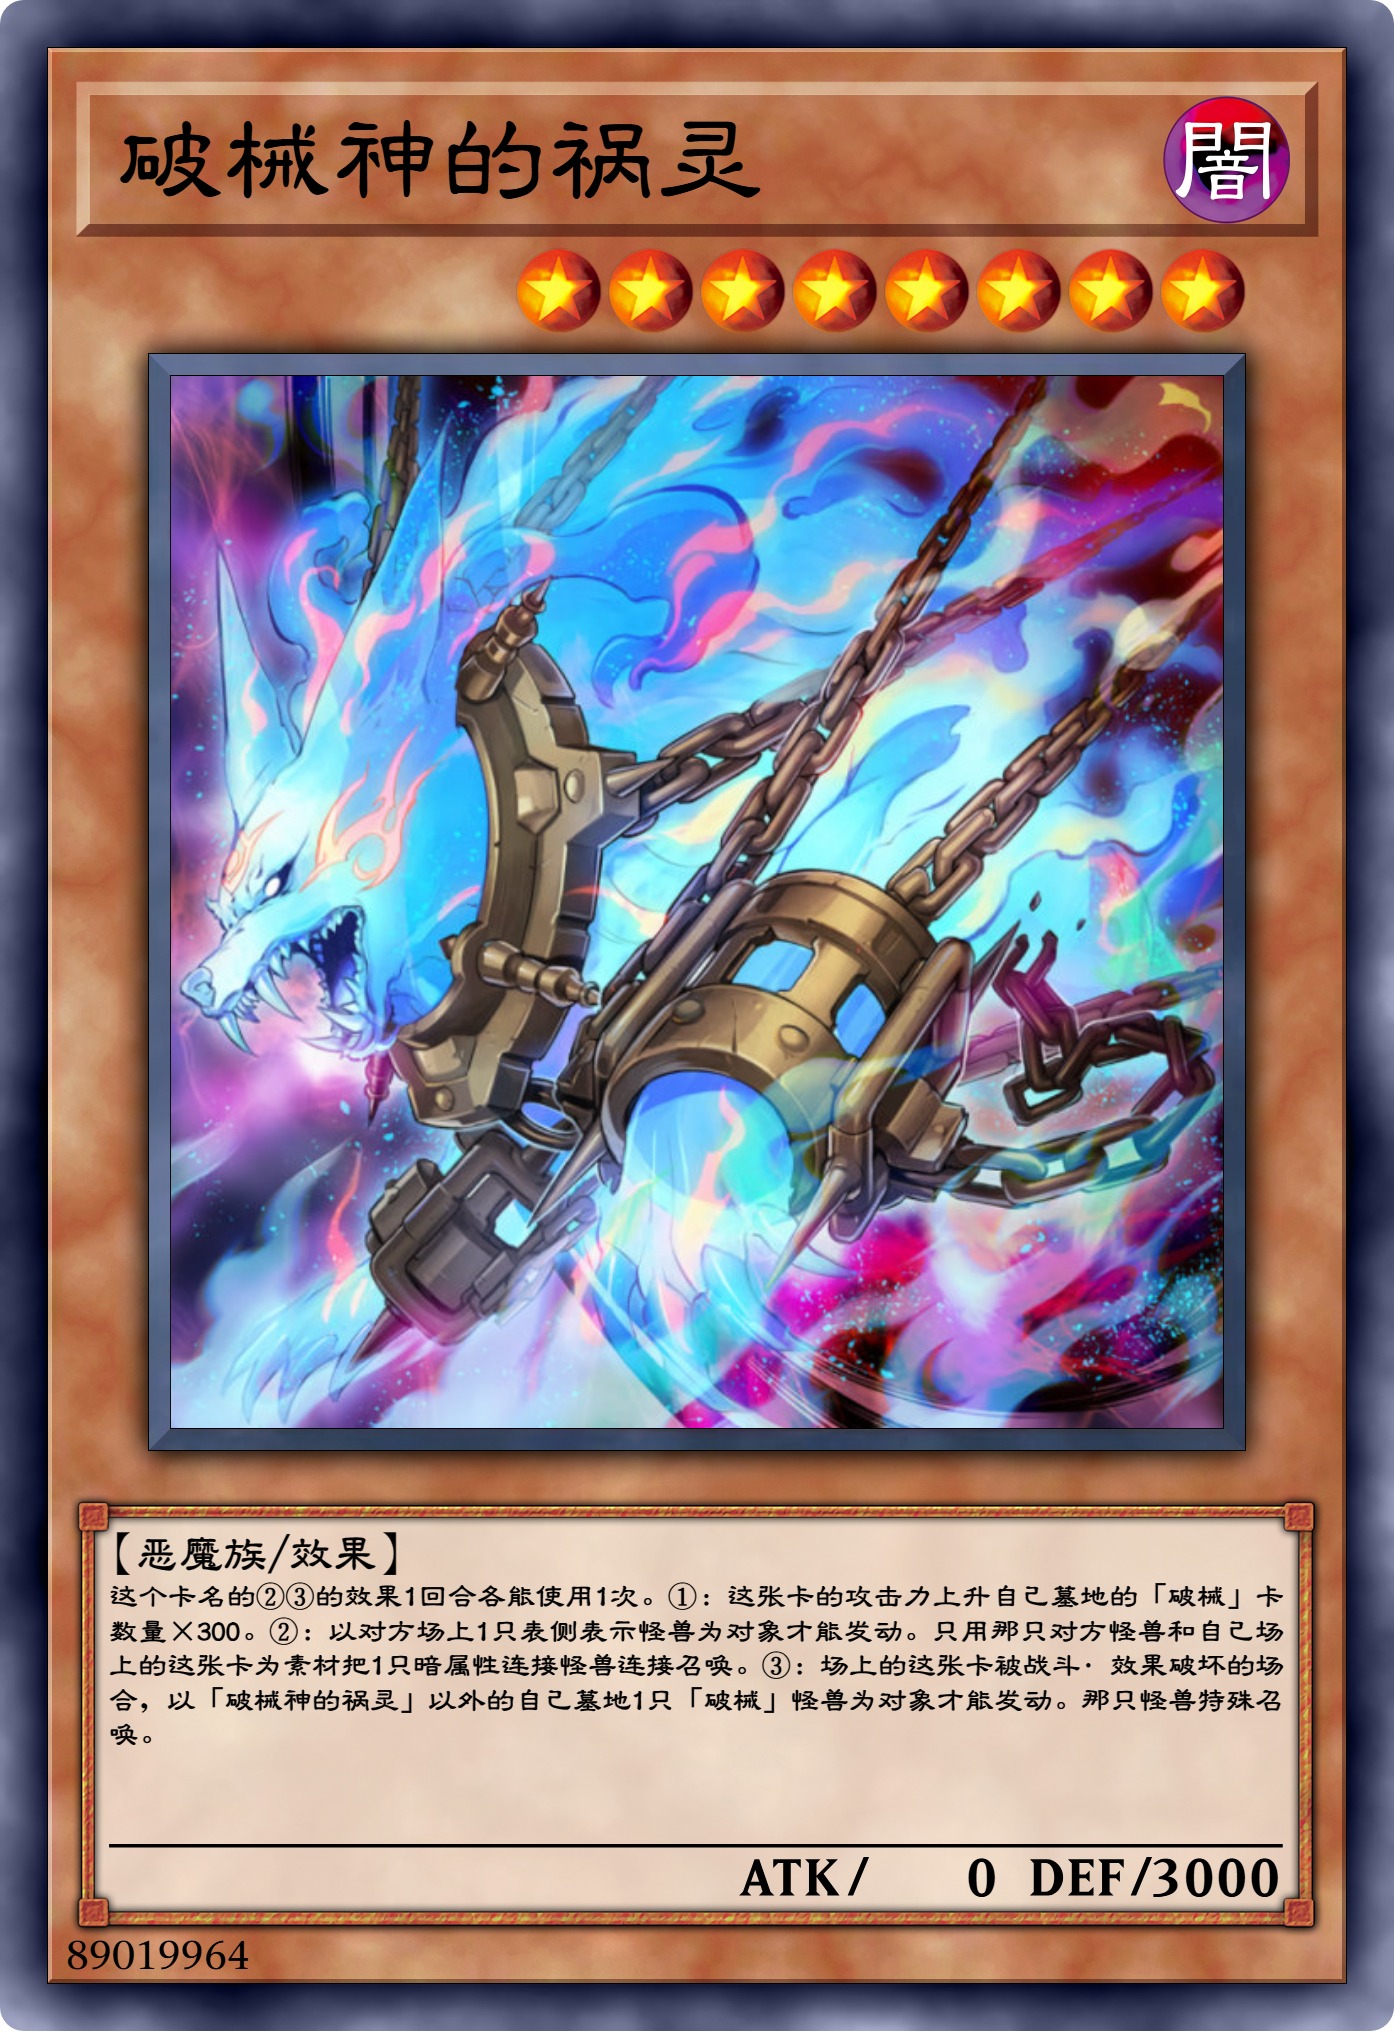 破械神的祸灵
闇
【恶魔族/效果】
这个卡名的②③的效果1回合各能使用1次。①：这张卡的攻击力上升自己墓地的「破械」卡
数量×300。②：以对方场上1只表侧表示怪兽为对象才能发动。只用那只对方怪兽和自己场
上的这张卡为素材把1只暗属性连接怪兽连接召唤。③：场上的这张卡被战斗·效果破坏的场
合，以「破械神的祸灵」以外的自己墓地1只「破械」怪兽为对象才能发动。那只怪兽特殊召
唤。
ATK/ 0 DEF/3000
89019964